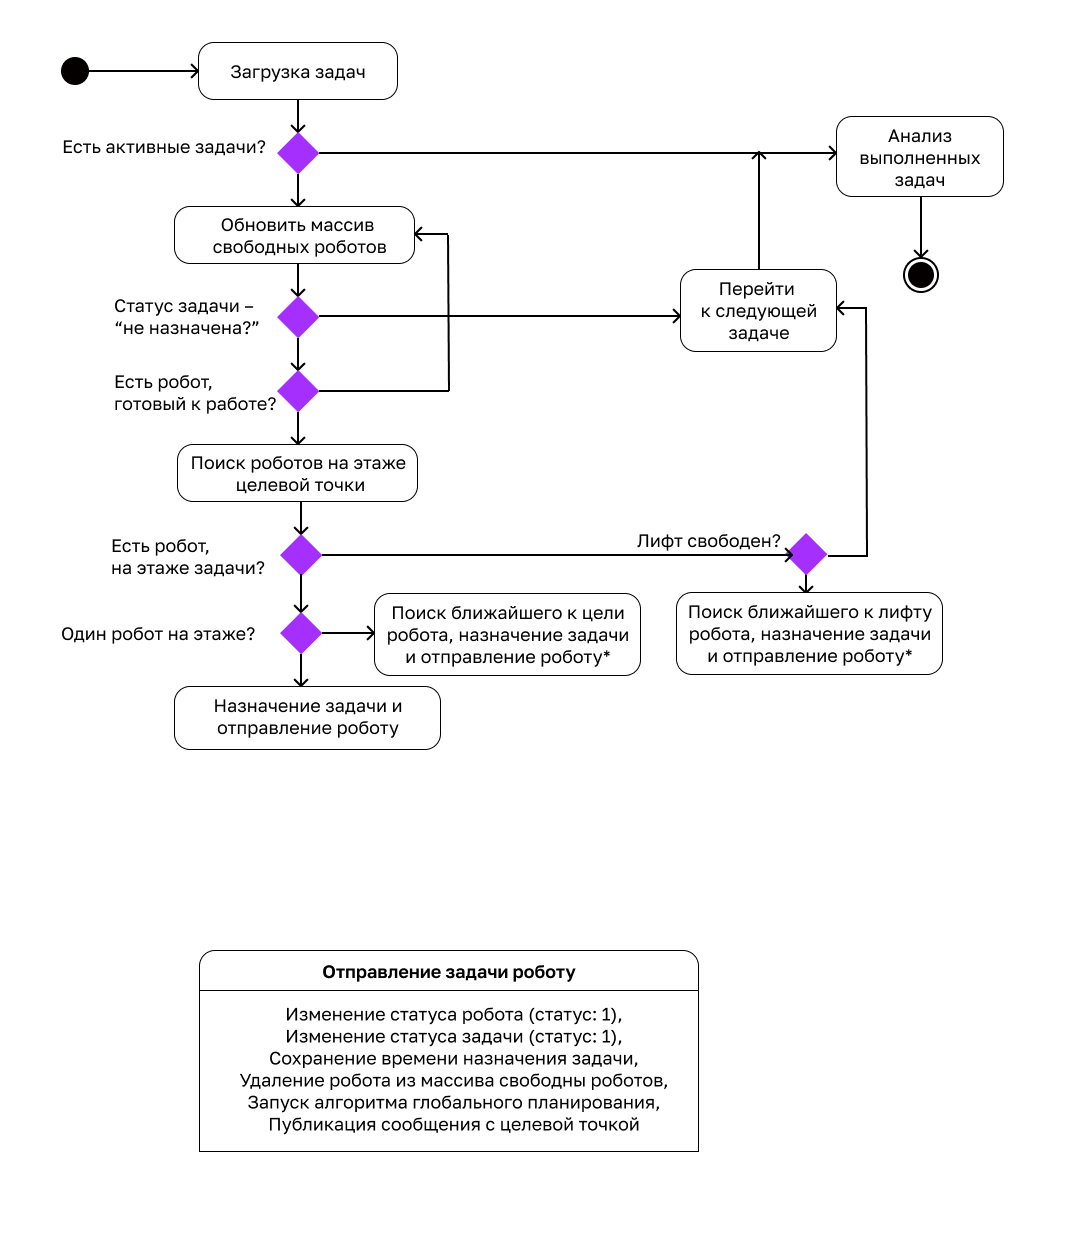 Загрузка задач
Есть активные задачи?
Анализ
выполненных
задач
Обновить массив
свободных роботов
Статус задачи –
“не назначена?”
Перейти
к следующей
задаче
Есть робот,
готовый к работе?
Поиск роботов на этаже
целевой точки
Есть робот,
на этаже задачи?
Лифт свободен?
Один робот на этаже?
Поиск ближайшего к цели
робота, назначение задачи
и отправление роботу*
Поиск ближайшего к лифту
робота, назначение задачи
и отправление роботу*
Назначение задачи и
отправление роботу
Отправление задачи роботу
Изменение статуса робота (статус: 1),
Изменение статуса задачи (статус: 1),
Сохранение времени назначения задачи,
Удаление робота из массива свободны роботов,
Запуск алгоритма глобального планирования,
Публикация сообщения с целевой точкой